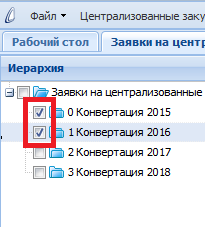 Файл Централизованные заку
Рабочий стол Заявки на центр
Иерархия
Заявки на централизованные
0 Конвертация 2015
1 Конвертация 2016
2 Конвертация 2017
3 Конвертация 2018